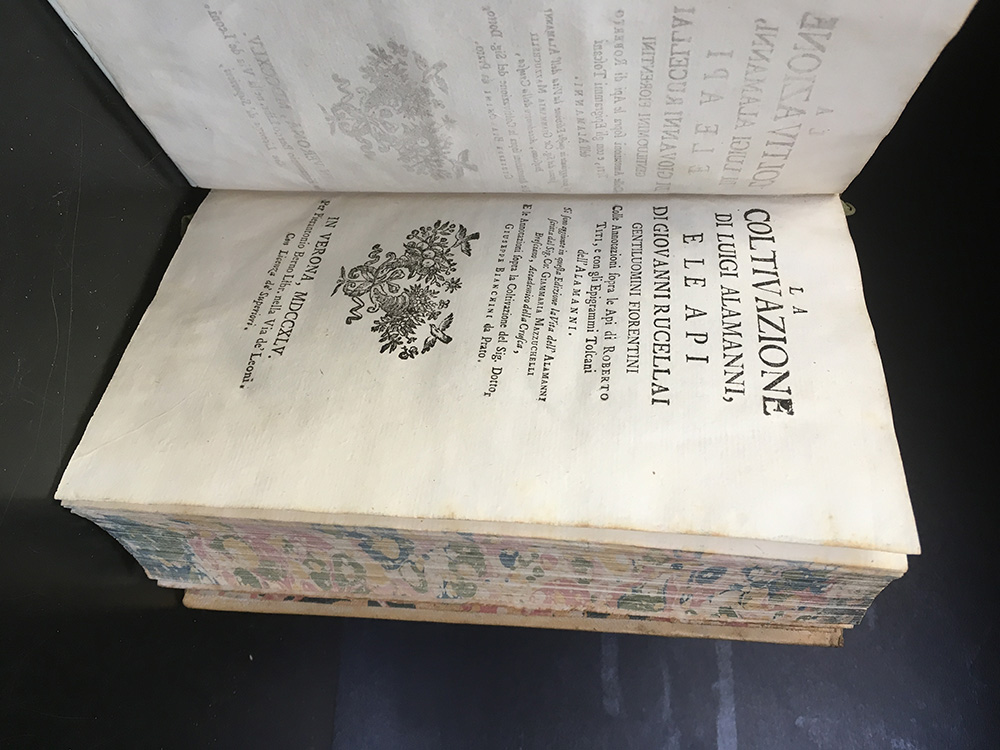 LA
COLTIVAZIONE
DI LUIGI ALAMANNI,
E LE API
DI GIOVANNI RUCELLAI
GENTILUOMINI FIORENTINI
Colle Annotazioni ſopra le Api di ROBERTO
TITI, e con gli Epigrammi Toſcani
dell' ALAMANNI.
Si ſono aggiunte in queſta Edizione la Vita dell' ALAMANNI
ſcritta dal Sig. Co: GIAMMARIA MAZZUCHELLI
Breſciano, Accademico della Cruſca,
E le Annotazioni ſopra la Coltivazione del Sig. Dottor
GIUSEPPE BIANCHINI da Prato.
IN VERONA, MDCCXLV.
Per Pierantonio Berno Libr. nella Via de' Leoni.
Con Licenza de' Superiori.